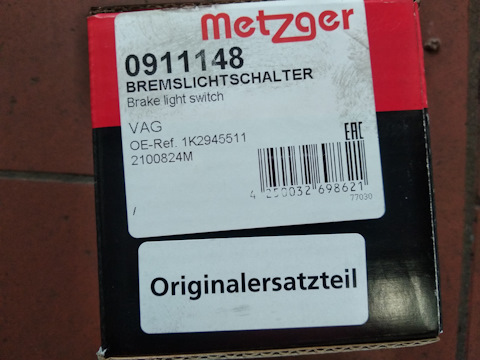 Metzger
0911148
BREMSLICHTSCHALTER
Brake light switch
VAG
OE-Ref. 1K2945511
2100824M
EAC
4 250032 698621
77030
/
Originalersatzteil